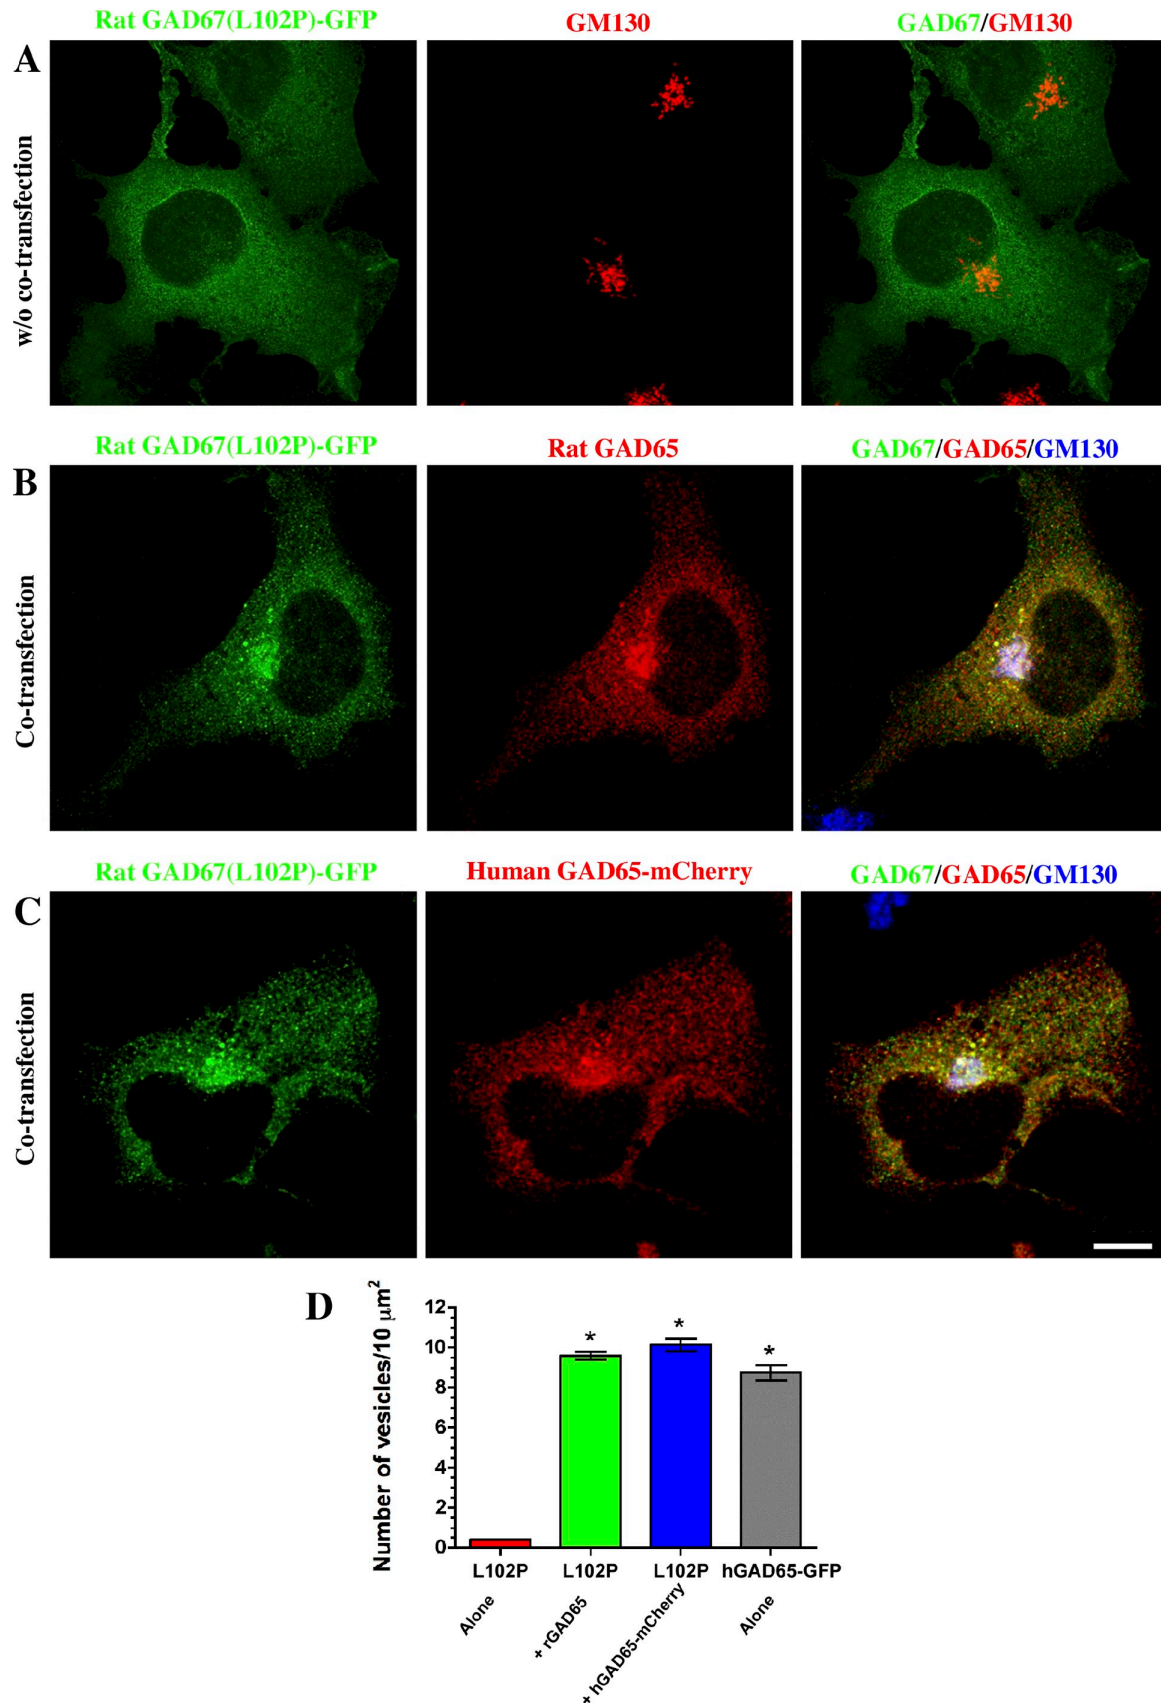 Rat GAD67(L102P)-GFP GM130 GAD67/GM130
A
w/o co-transfection
Rat GAD67(L102P)-GFP Rat GAD65 GAD67/GAD65/GM130
B
Co-transfection
Rat GAD67(L102P)-GFP Human GAD65-mCherry GAD67/GAD65/GM130
C
Co-transfection
D
Number of vesicles/10 µm²
12
10
8
6
4
2
0
* * *
L102P L102P L102P hGAD65-GFP
Alone + rGAD65 + hGAD65-mCherry Alone